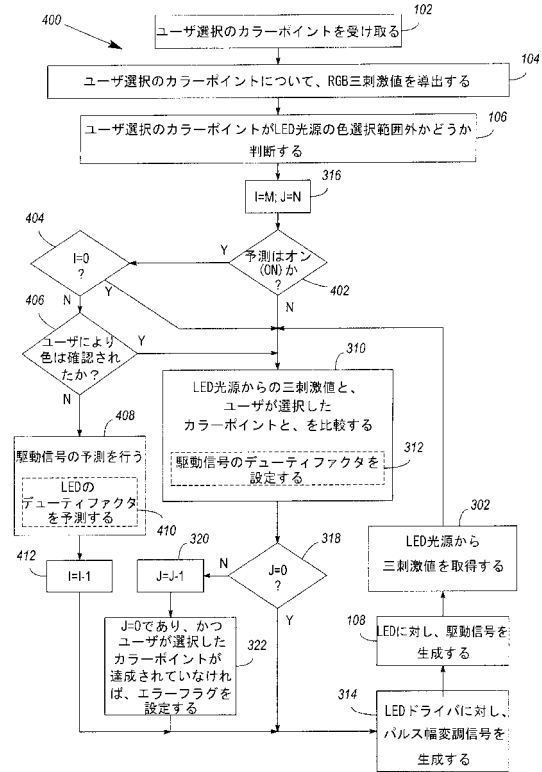 400
102
ユーザ選択のカラーポイントを受け取る
104
ユーザ選択のカラーポイントについて、RGB三刺激値を導出する
106
ユーザ選択のカラーポイントがLED光源の色選択範囲外かどうか
判断する
316
I=M; J=N
404
I=0
?
Y
予測はオン
(ON)か
?
402
N
Y
N
406
ユーザにより
色は確認され
たか?
Y
N
310
LED光源からの三刺激値と、
ユーザが選択した
カラーポイントと、を比較する
312
駆動信号のデューティファクタを
設定する
408
駆動信号の予測を行う
LEDの
デューティファクタ
を予測する
410
412
I=I-1
320
J=J-1
N
318
J=0
?
Y
302
LED光源から
三刺激値を取得する
322
J=0であり、かつ
ユーザが選択した
カラーポイントが
達成されていなけれ
ば、エラーフラグを
設定する
108
LEDに対し、駆動信号を
生成する
314
LEDドライバに対し、
パルス幅変調信号を
生成する